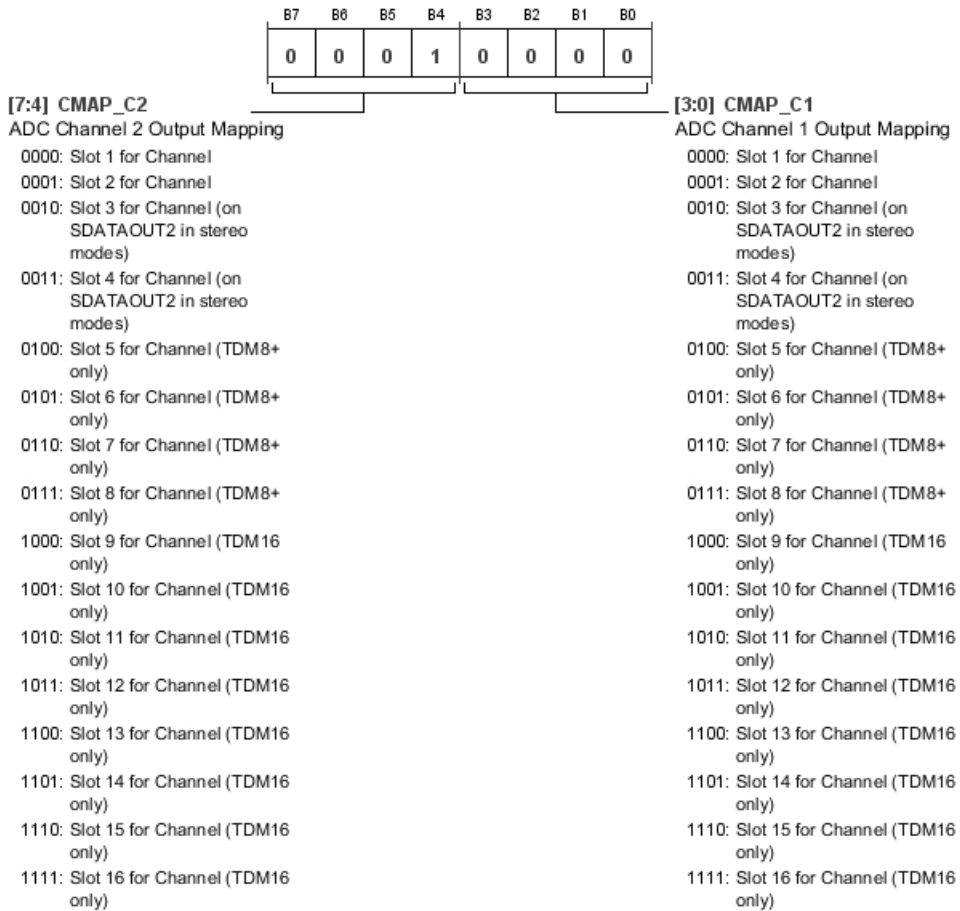 B7 B6 B5 B4 B3 B2 B1 B0
0 0 0 1 0 0 0 0
[7:4] CMAP_C2
ADC Channel 2 Output Mapping
0000: Slot 1 for Channel
0001: Slot 2 for Channel
0010: Slot 3 for Channel (on
SDATAOUT2 in stereo
modes)
0011: Slot 4 for Channel (on
SDATAOUT2 in stereo
modes)
0100: Slot 5 for Channel (TDM8+
only)
0101: Slot 6 for Channel (TDM8+
only)
0110: Slot 7 for Channel (TDM8+
only)
0111: Slot 8 for Channel (TDM8+
only)
1000: Slot 9 for Channel (TDM16
only)
1001: Slot 10 for Channel (TDM16
only)
1010: Slot 11 for Channel (TDM16
only)
1011: Slot 12 for Channel (TDM16
only)
1100: Slot 13 for Channel (TDM16
only)
1101: Slot 14 for Channel (TDM16
only)
1110: Slot 15 for Channel (TDM16
only)
1111: Slot 16 for Channel (TDM16
only)
[3:0] CMAP_C1
ADC Channel 1 Output Mapping
0000: Slot 1 for Channel
0001: Slot 2 for Channel
0010: Slot 3 for Channel (on
SDATAOUT2 in stereo
modes)
0011: Slot 4 for Channel (on
SDATAOUT2 in stereo
modes)
0100: Slot 5 for Channel (TDM8+
only)
0101: Slot 6 for Channel (TDM8+
only)
0110: Slot 7 for Channel (TDM8+
only)
0111: Slot 8 for Channel (TDM8+
only)
1000: Slot 9 for Channel (TDM16
only)
1001: Slot 10 for Channel (TDM16
only)
1010: Slot 11 for Channel (TDM16
only)
1011: Slot 12 for Channel (TDM16
only)
1100: Slot 13 for Channel (TDM16
only)
1101: Slot 14 for Channel (TDM16
only)
1110: Slot 15 for Channel (TDM16
only)
1111: Slot 16 for Channel (TDM16
only)